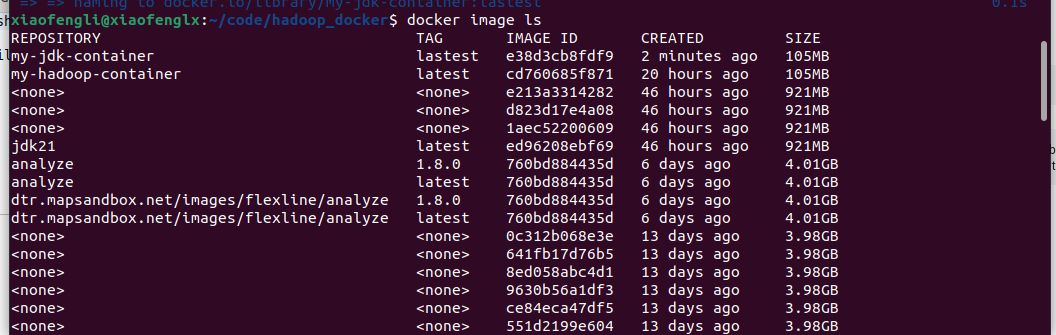 => => naming to docker.io/library/my-jdk-container:lastest 0.1s
xiaofengli@xiaofenglx:~/code/hadoop_docker$ docker image ls
REPOSITORY TAG IMAGE ID CREATED SIZE
my-jdk-container lastest e38d3cb8fdf9 2 minutes ago 105MB
my-hadoop-container latest cd760685f871 20 hours ago 105MB
<none> <none> e213a3314282 46 hours ago 921MB
<none> <none> d823d17e4a08 46 hours ago 921MB
<none> <none> 1aec52200609 46 hours ago 921MB
jdk21 latest ed96208ebf69 46 hours ago 921MB
analyze 1.8.0 760bd884435d 6 days ago 4.01GB
analyze latest 760bd884435d 6 days ago 4.01GB
dtr.mapsandbox.net/images/flexline/analyze 1.8.0 760bd884435d 6 days ago 4.01GB
dtr.mapsandbox.net/images/flexline/analyze latest 760bd884435d 6 days ago 4.01GB
<none> <none> 0c312b068e3e 13 days ago 3.98GB
<none> <none> 641fb17d76b5 13 days ago 3.98GB
<none> <none> 8ed058abc4d1 13 days ago 3.98GB
<none> <none> 9630b56a1df3 13 days ago 3.98GB
<none> <none> ce84eca47df5 13 days ago 3.98GB
<none> <none> 551d2199e604 13 days ago 3.98GB